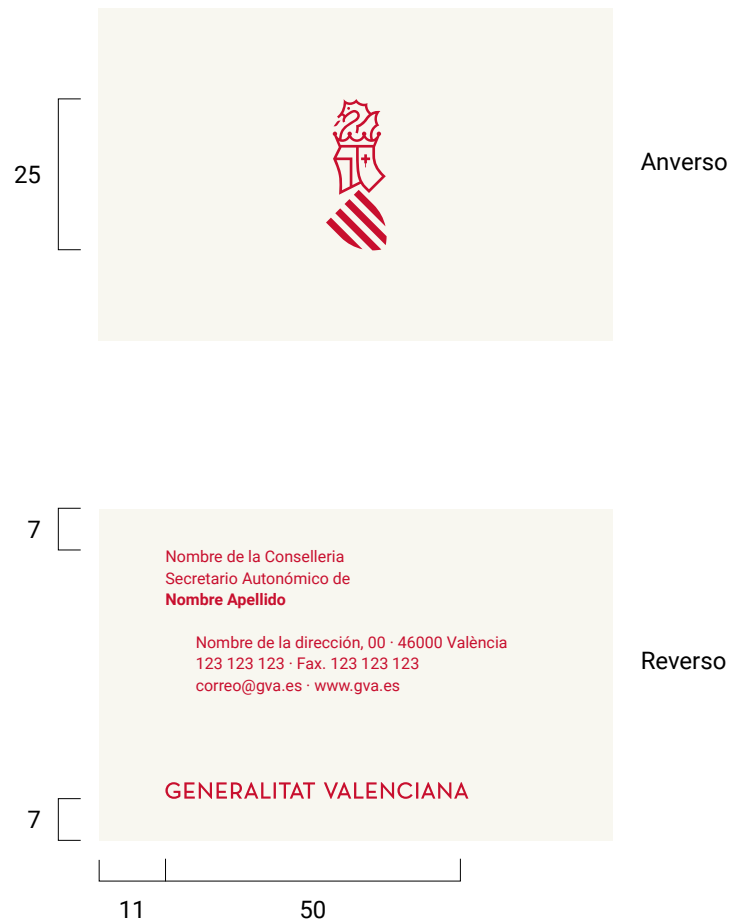 25
Anverso
7
Nombre de la Conselleria
Secretario Autonómico de
Nombre Apellido
Nombre de la dirección, 00 · 46000 València
123 123 123 · Fax. 123 123 123
correo@gva.es · www.gva.es
Reverso
GENERALITAT VALENCIANA
7
11
50